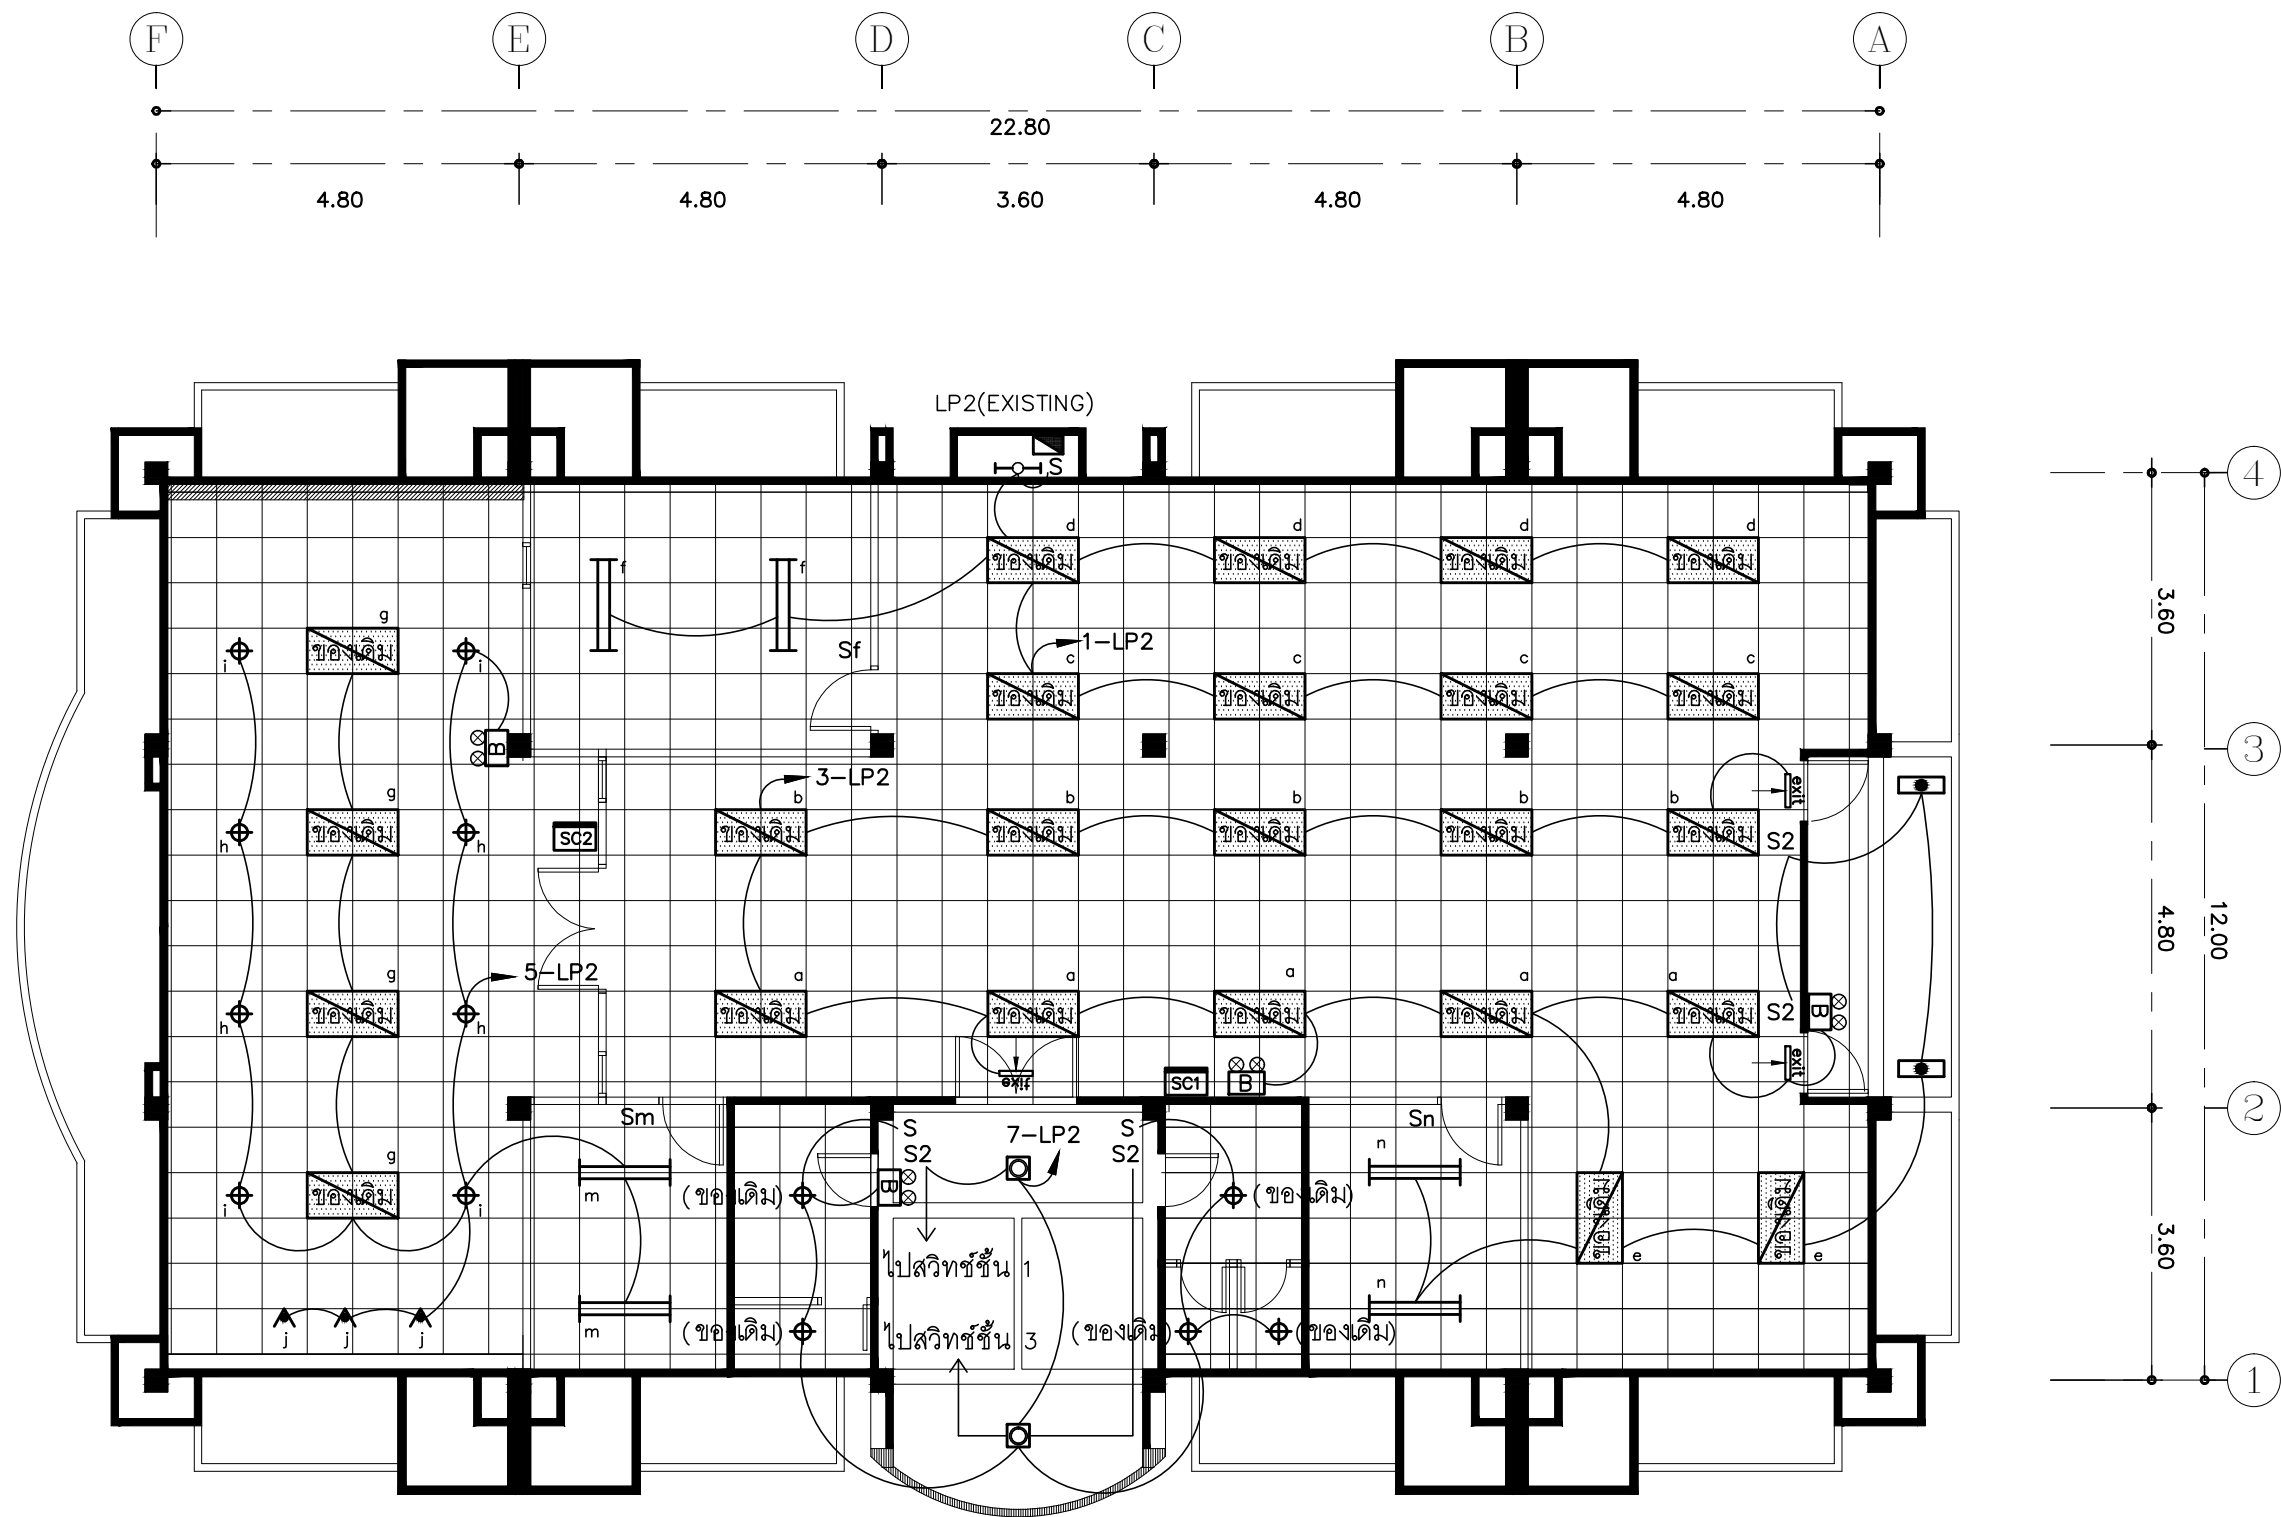 F E D C B A
22.80
4.80 4.80 3.60 4.80 4.80
LP2(EXISTING)
S
4
d d d d
ของเดิม ของเดิม ของเดิม ของเดิม
f f
3.60
g
ของเดิม
i i
Sf
1-LP2
c c c c
ของเดิม ของเดิม ของเดิม ของเดิม
B
3
3-LP2
exit
g b b b b b
ของเดิม ของเดิม ของเดิม ของเดิม ของเดิม ของเดิม
h h
SC2
S2
4.80 12.00
5-LP2
g a a a a a
ของเดิม ของเดิม ของเดิม ของเดิม ของเดิม ของเดิม
h h
S2
B
exit
exit
SC1
B
2
Sm
S
S2
7-LP2
S
S2
Sn
n
g
ของเดิม
i i
m
(ของเดิม)
B
(ของเดิม)
ของเดิม ของเดิม
e e
3.60
ไปสวิทช์ชั้น 1
n
j j j
m
(ของเดิม)
ไปสวิทช์ชั้น 3
(ของเดิม) (ของเดิม)
1